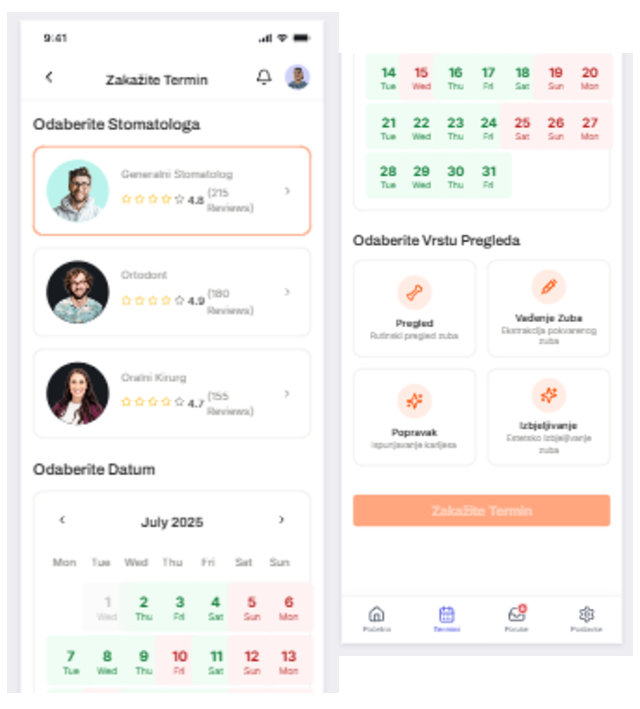 9:41
Zakažite Termin
Odaberite Stomatologa
Generalni Stomatolog
4.8 (215 Reviews)
Ortodont
4.9 (180 Reviews)
Oralni Kirurg
4.7 (155 Reviews)
Odaberite Datum
July 2025
Mon Tue Wed Thu Fri Sat Sun
1 2 3 4 5 6
Wed Thu Fri Sat Sun Mon
7 8 9 10 11 12 13
Tue Wed Thu Fri Sat Sun Mon
14 15 16 17 18 19 20
Tue Wed Thu Fri Sat Sun Mon
21 22 23 24 25 26 27
Tue Wed Thu Fri Sat Sun Mon
28 29 30 31
Tue Wed Thu Fri
Odaberite Vrstu Pregleda
Pregled
Rutinski pregled zuba
Vađenje Zuba
Ekstrakcija pokvarenog
zuba
Popravak
Ispunjavanje karijesa
Izbjeljivanje
Estetsko izbjeljivanje
zuba
Zakažite Termin
Početna Termini Poruke Postavke